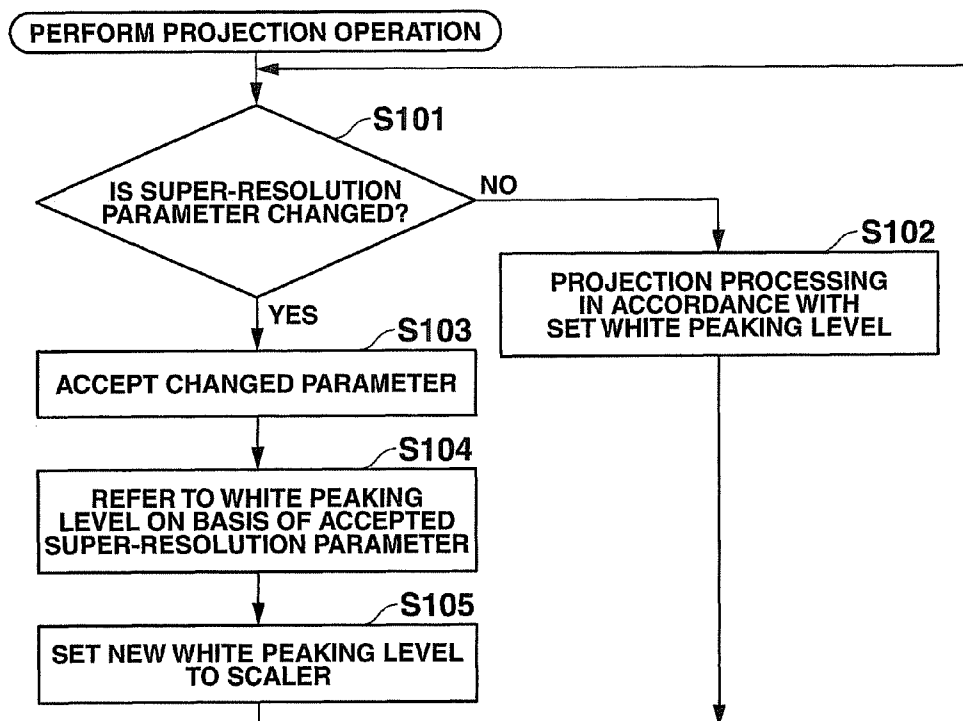 PERFORM PROJECTION OPERATION
S101
IS SUPER-RESOLUTION
PARAMETER CHANGED?
NO
S102
PROJECTION PROCESSING
IN ACCORDANCE WITH
SET WHITE PEAKING LEVEL
YES
S103
ACCEPT CHANGED PARAMETER
S104
REFER TO WHITE PEAKING
LEVEL ON BASIS OF ACCEPTED
SUPER-RESOLUTION PARAMETER
S105
SET NEW WHITE PEAKING LEVEL
TO SCALER